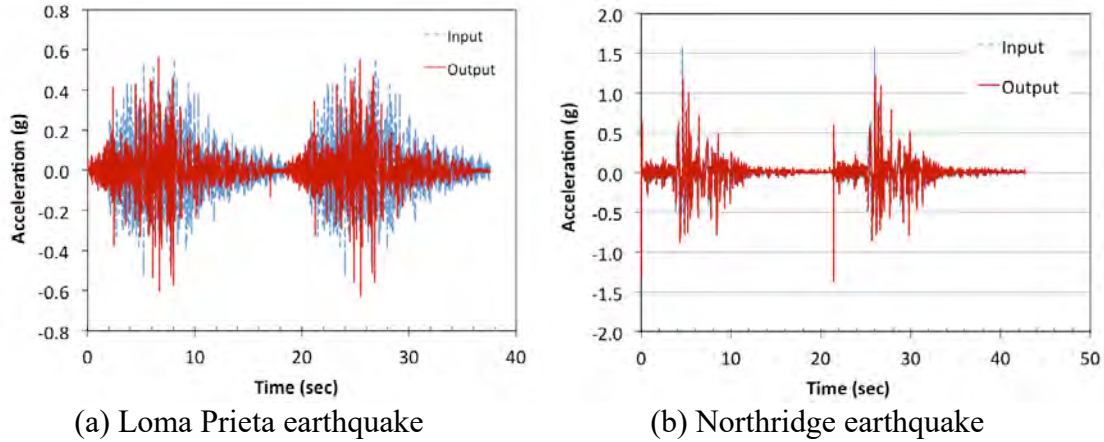 0.8
0.6
0.4
0.2
0.0
-0.2
-0.4
-0.6
-0.8
Acceleration (g)
Input
Output
0 10 20 30 40
Time (sec)
(a) Loma Prieta earthquake
2.0
1.5
1.0
0.5
0.0
-0.5
-1.0
-1.5
-2.0
Acceleration (g)
Input
Output
0 10 20 30 40 50
Time (sec)
(b) Northridge earthquake